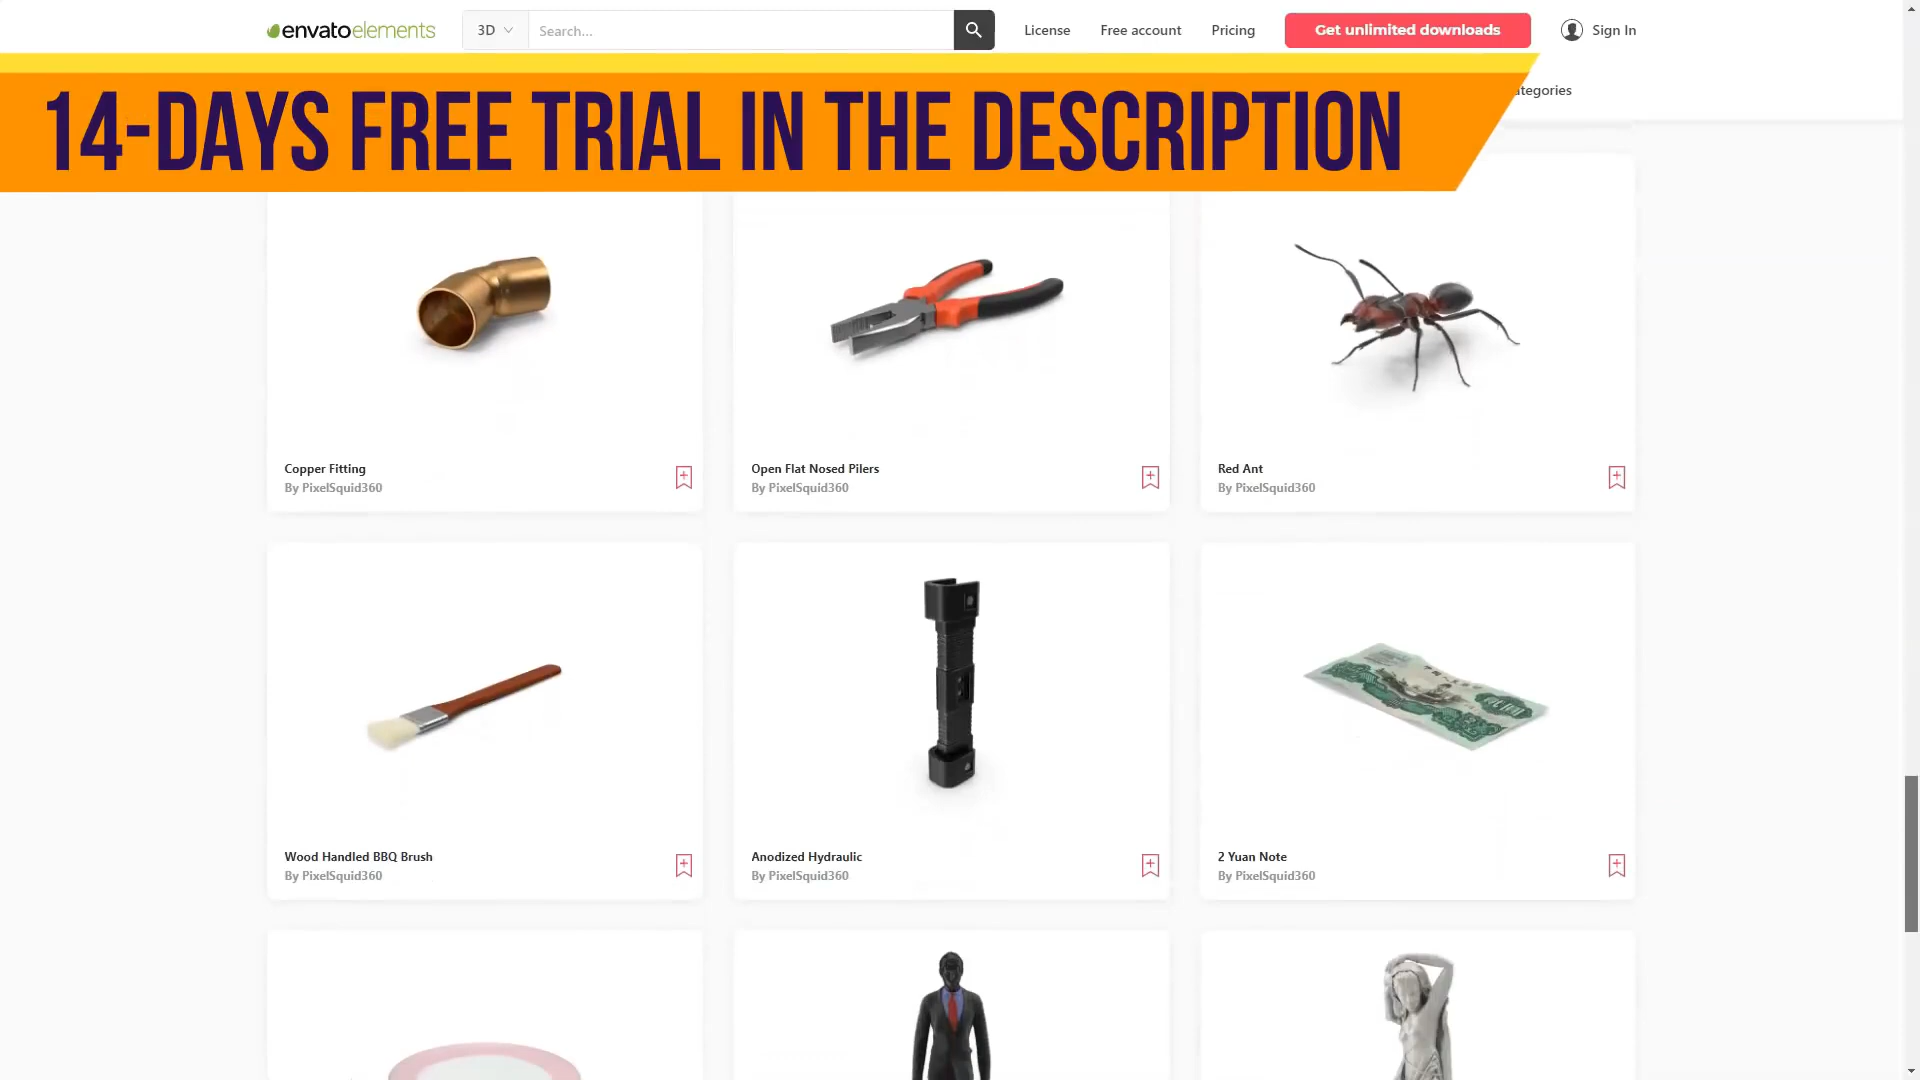 envatoelements
3D
Search...
License
Free account
Pricing
Get unlimited downloads
Sign In
ategories
14-DAYS FREE TRIAL IN THE DESCRIPTION
Copper Fitting
By PixelSquid360
Open Flat Nosed Pilers
By PixelSquid360
Red Ant
By PixelSquid360
Wood Handled BBQ Brush
By PixelSquid360
Anodized Hydraulic
By PixelSquid360
2 Yuan Note
By PixelSquid360